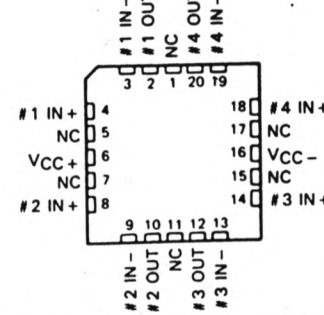 #1 IN-
#1 OUT
NC
#4 OUT
#4 IN-
3 2 1 20 19
#1 IN+ 4
NC 5
VCC+ 6
NC 7
#2 IN+ 8
18 #4 IN+
17 NC
16 VCC-
15 NC
14 #3 IN+
9 10 11 12 13
#2 IN-
#2 OUT
NC
#3 OUT
#3 IN-